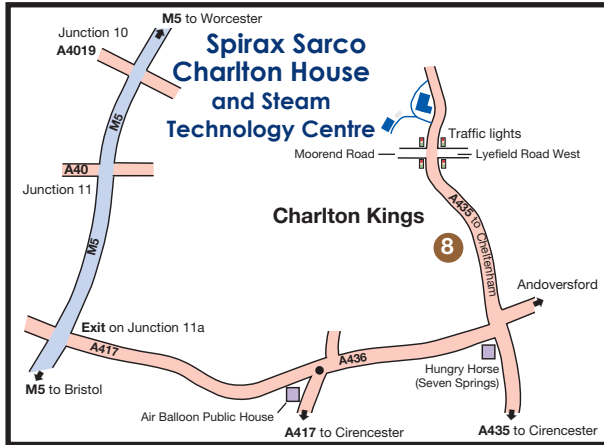 M5 to Worcester
Junction 10
A4019
Spirax Sarco
Charlton House
and Steam
Technology Centre
M5
Traffic lights
Moorend Road
Lyefield Road West
A40
Junction 11
A435 to Cheltenham
Charlton Kings
8
M5
Andoversford
Exit on Junction 11a
A417
A436
Hungry Horse
(Seven Springs)
M5 to Bristol
Air Balloon Public House
A417 to Cirencester
A435 to Cirencester